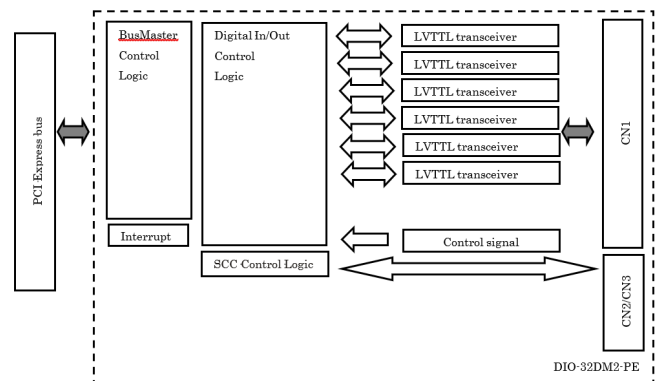 PCI Express bus
BusMaster
Control
Logic
Interrupt
Digital In/Out
Control
Logic
SCC Control Logic
LVTTL transceiver
LVTTL transceiver
LVTTL transceiver
LVTTL transceiver
LVTTL transceiver
LVTTL transceiver
Control signal
CN1
CN2/CN3
DIO-32DM2-PE